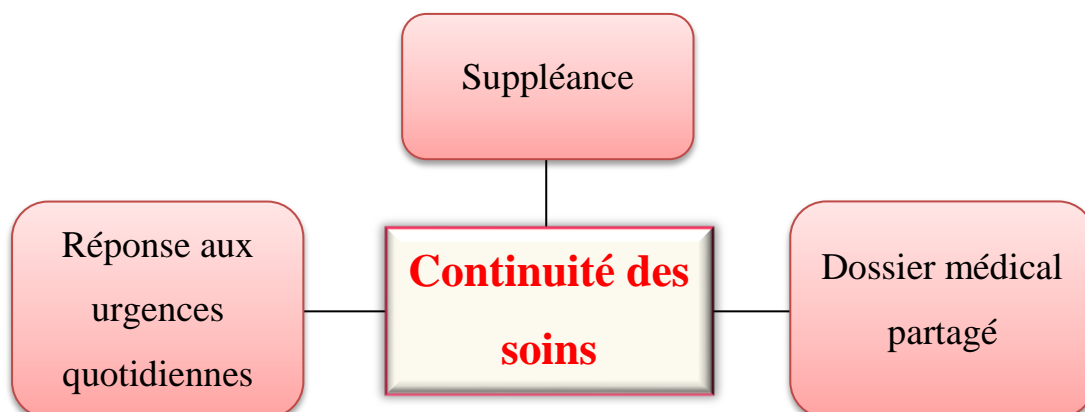 Suppléance
Réponse aux
urgences
quotidiennes
Continuité des
soins
Dossier médical
partagé